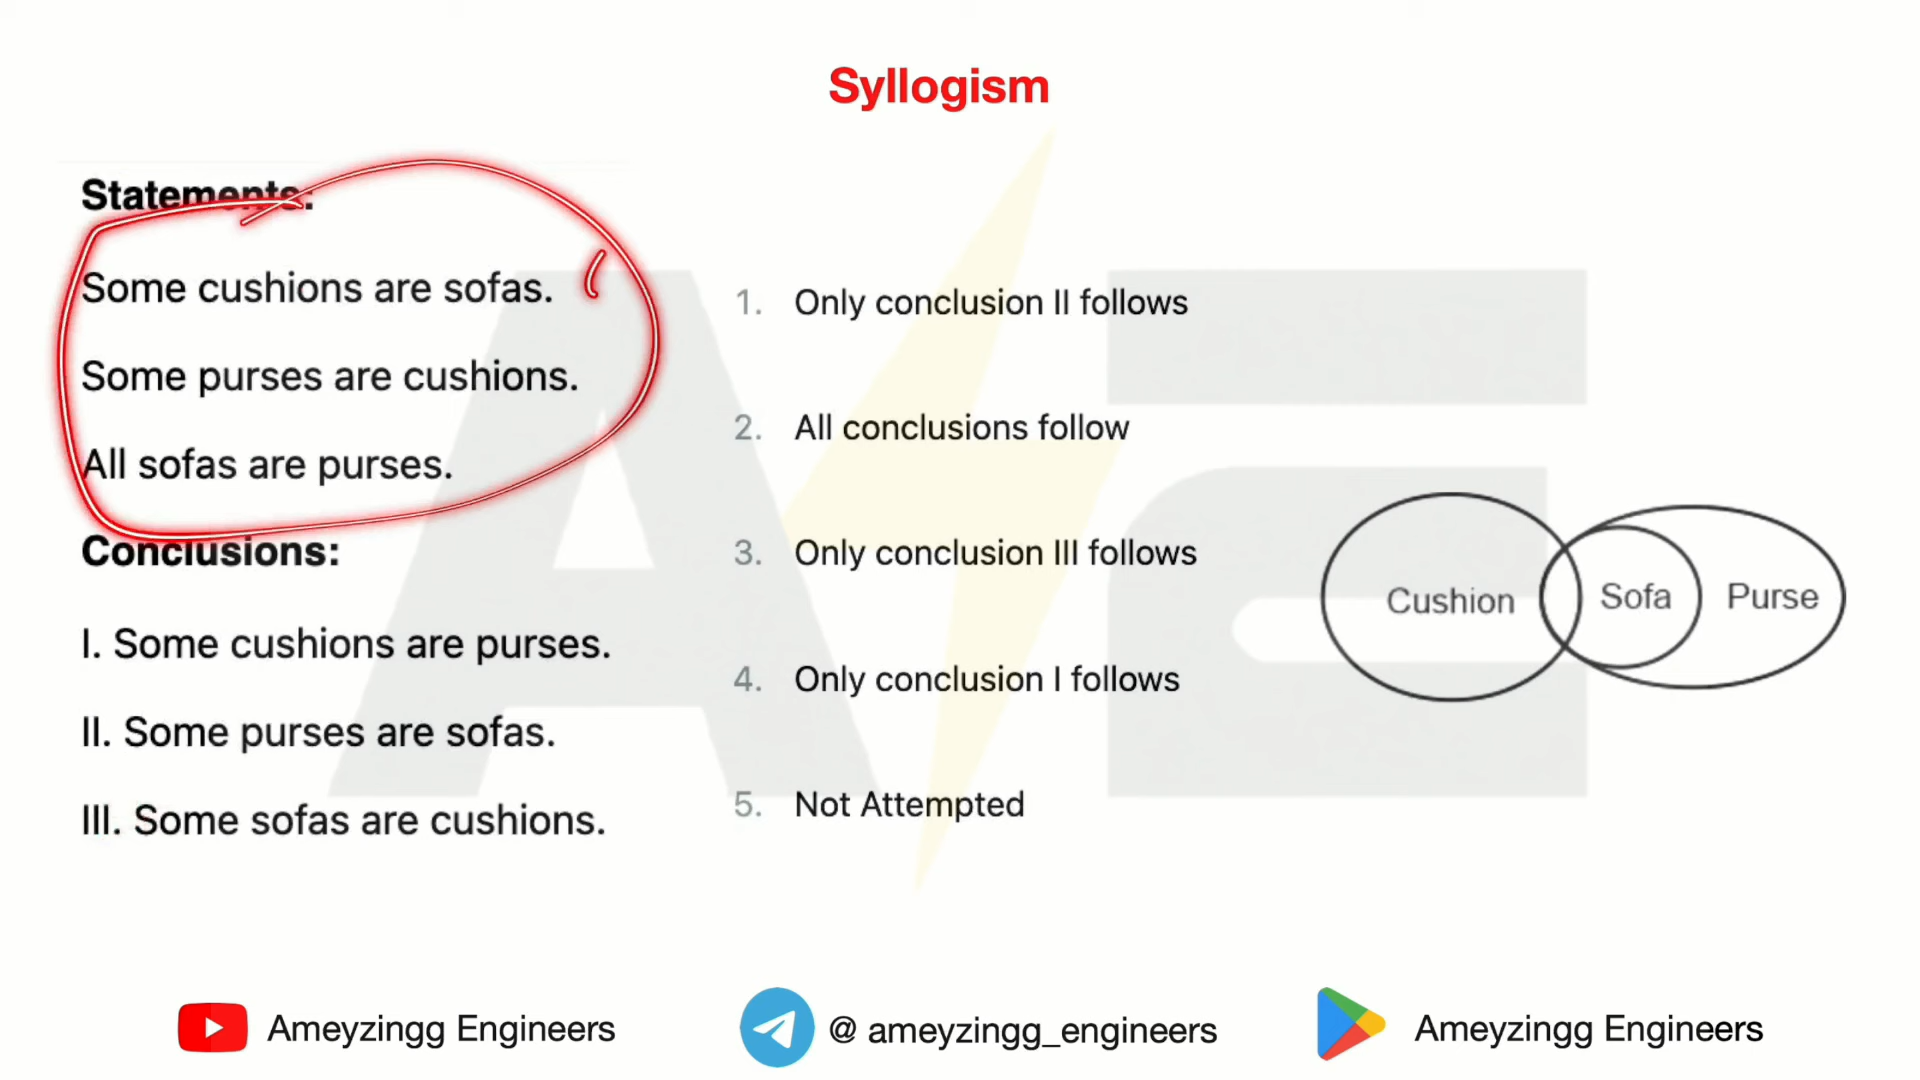 Syllogism
Statements:
Some cushions are sofas.
Some purses are cushions.
All sofas are purses.
Conclusions:
I. Some cushions are purses.
II. Some purses are sofas.
III. Some sofas are cushions.
1. Only conclusion II follows
2. All conclusions follow
3. Only conclusion III follows
4. Only conclusion I follows
5. Not Attempted
Cushion Sofa Purse
Ameyzingg Engineers
@ ameyzingg_engineers
Ameyzingg Engineers